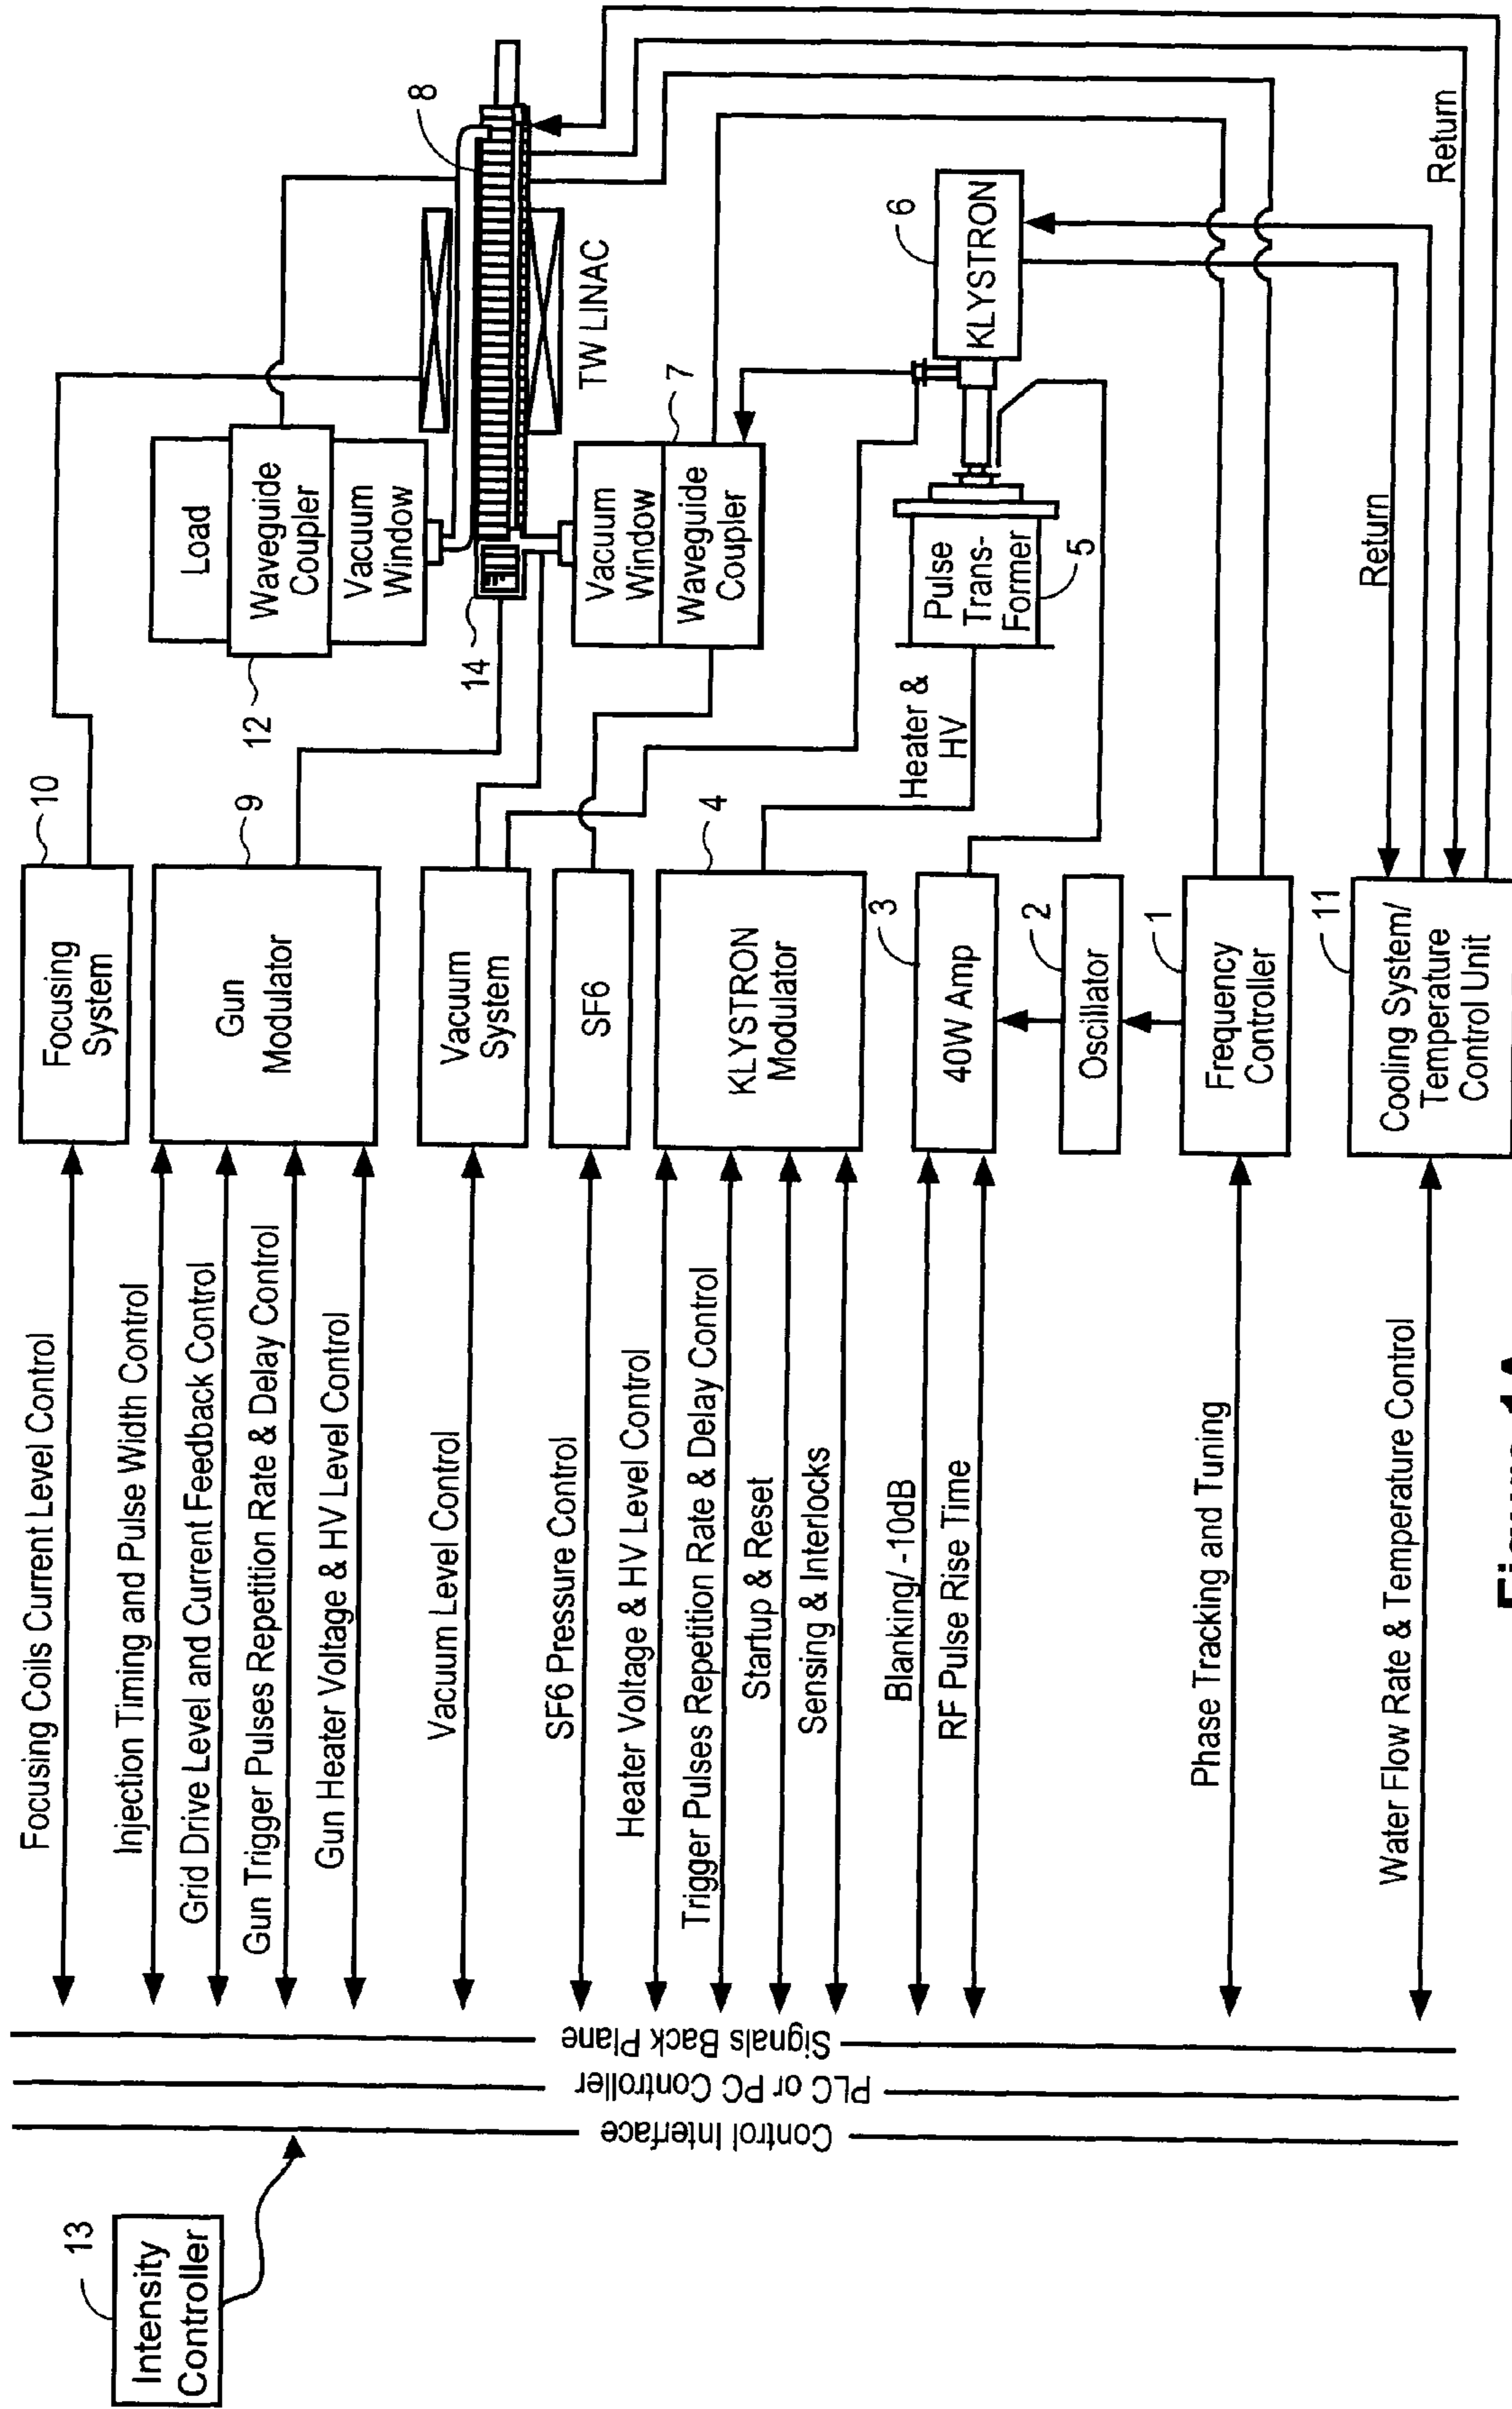 13
Intensity
Controller
Control Interface
PLC or PC Controller
Signals Back Plane
Focusing Coils Current Level Control
Injection Timing and Pulse Width Control
Grid Drive Level and Current Feedback Control
Gun Trigger Pulses Repetition Rate & Delay Control
Gun Heater Voltage & HV Level Control
Vacuum Level Control
SF6 Pressure Control
Heater Voltage & HV Level Control
Trigger Pulses Repetition Rate & Delay Control
Startup & Reset
Sensing & Interlocks
Blanking/ -10dB
RF Pulse Rise Time
Phase Tracking and Tuning
Water Flow Rate & Temperature Control
10
Focusing
System
9
Gun
Modulator
Vacuum
System
SF6
4
KLYSTRON
Modulator
3
40W Amp
2
Oscillator
1
Frequency
Controller
11
Cooling System/
Temperature
Control Unit
12
Load
Waveguide
Coupler
Vacuum
Window
14
8
TW LINAC
7
Vacuum
Window
Waveguide
Coupler
6
KLYSTRON
Pulse
Trans-
Former
5
Heater &
HV
Return
Return